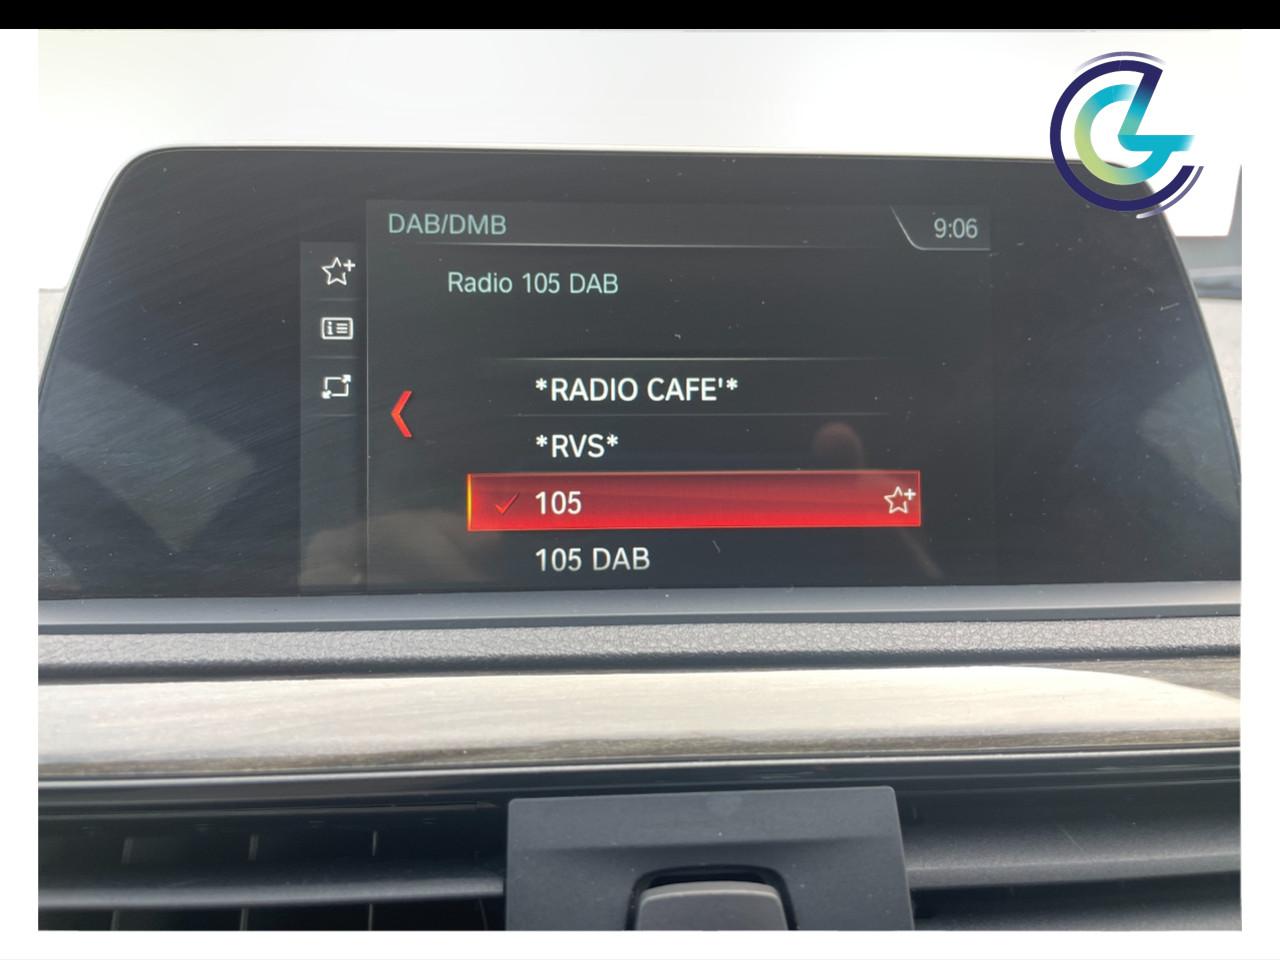 DAB/DMB
9:06
Radio 105 DAB
*RADIO CAFE'*
*RVS*
105
105 DAB